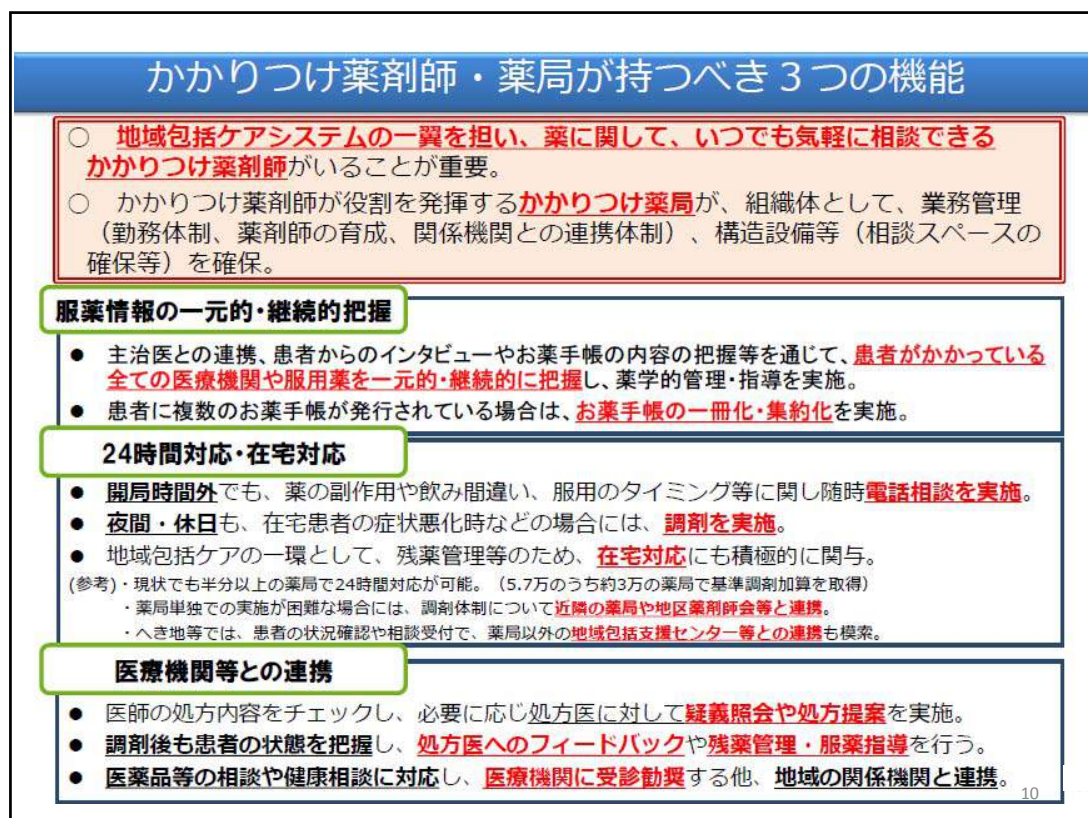 かかりつけ薬剤師・薬局が持つべき３つの機能
○　地域包括ケアシステムの一翼を担い、薬に関して、いつでも気軽に相談できる
かかりつけ薬剤師がいることが重要。
○　かかりつけ薬剤師が役割を発揮するかかりつけ薬局が、組織体として、業務管理
（勤務体制、薬剤師の育成、関係機関との連携体制）、構造設備等（相談スペースの
確保等）を確保。
服薬情報の一元的・継続的把握
● 主治医との連携、患者からのインタビューやお薬手帳の内容の把握等を通じて、患者がかかっている
全ての医療機関や服用薬を一元的・継続的に把握し、薬学的管理・指導を実施。
● 患者に複数のお薬手帳が発行されている場合は、お薬手帳の一冊化・集約化を実施。
24時間対応・在宅対応
● 開局時間外でも、薬の副作用や飲み間違い、服用のタイミング等に関し随時電話相談を実施。
● 夜間・休日も、在宅患者の症状悪化時などの場合には、調剤を実施。
● 地域包括ケアの一環として、残薬管理等のため、在宅対応にも積極的に関与。
(参考)・現状でも半分以上の薬局で24時間対応が可能。（5.7万のうち約3万の薬局で基準調剤加算を取得）
・薬局単独での実施が困難な場合には、調剤体制について近隣の薬局や地区薬剤師会等と連携。
・へき地等では、患者の状況確認や相談受付で、薬局以外の地域包括支援センター等との連携も模索。
医療機関等との連携
● 医師の処方内容をチェックし、必要に応じ処方医に対して疑義照会や処方提案を実施。
● 調剤後も患者の状態を把握し、処方医へのフィードバックや残薬管理・服薬指導を行う。
● 医薬品等の相談や健康相談に対応し、医療機関に受診勧奨する他、地域の関係機関と連携。
10